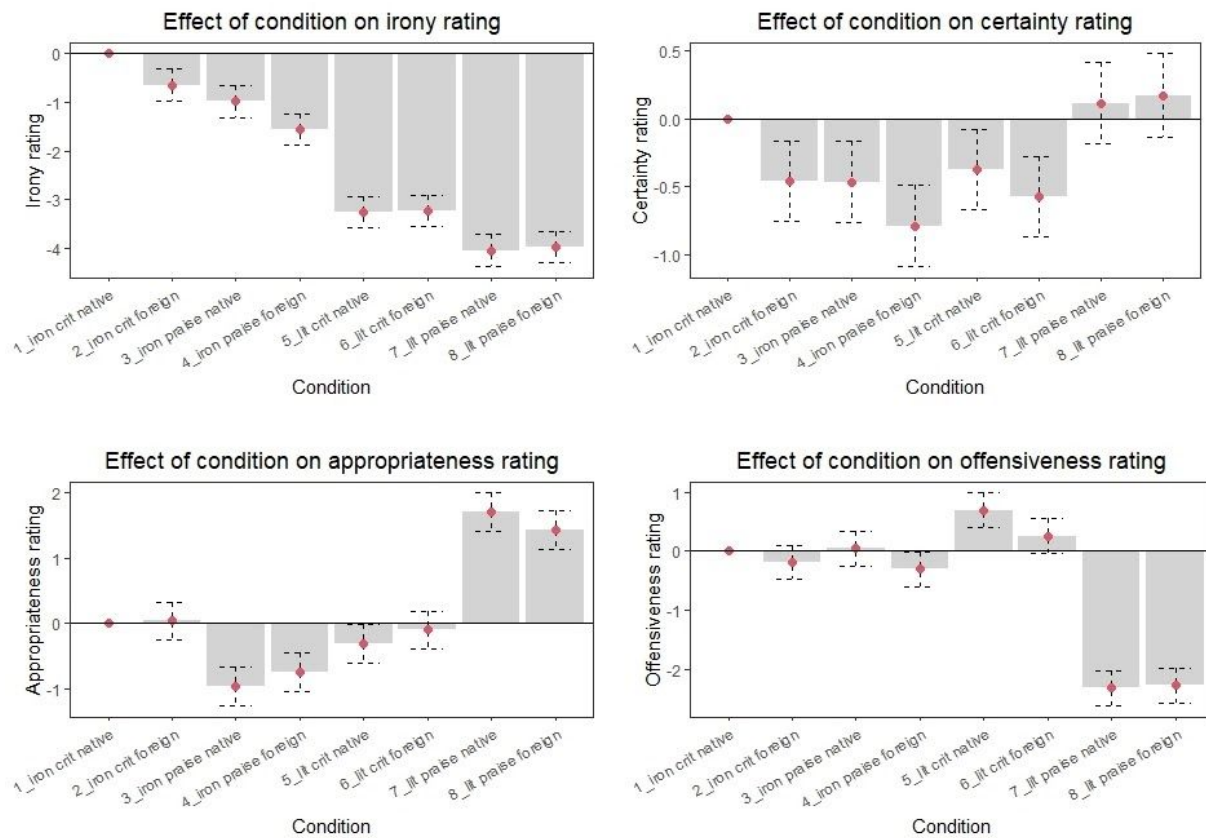 Effect of condition on irony rating
Irony rating
0
-1
-2
-3
-4
1_iron crit native
2_iron crit foreign
3_iron praise native
4_iron praise foreign
5_lit crit native
6_lit crit foreign
7_lit praise native
8_lit praise foreign
Condition
Effect of condition on certainty rating
Certainty rating
0.5
0.0
-0.5
-1.0
1_iron crit native
2_iron crit foreign
3_iron praise native
4_iron praise foreign
5_lit crit native
6_lit crit foreign
7_lit praise native
8_lit praise foreign
Condition
Effect of condition on appropriateness rating
Appropriateness rating
2
1
0
-1
1_iron crit native
2_iron crit foreign
3_iron praise native
4_iron praise foreign
5_lit crit native
6_lit crit foreign
7_lit praise native
8_lit praise foreign
Condition
Effect of condition on offensiveness rating
Offensiveness rating
1
0
-1
-2
1_iron crit native
2_iron crit foreign
3_iron praise native
4_iron praise foreign
5_lit crit native
6_lit crit foreign
7_lit praise native
8_lit praise foreign
Condition